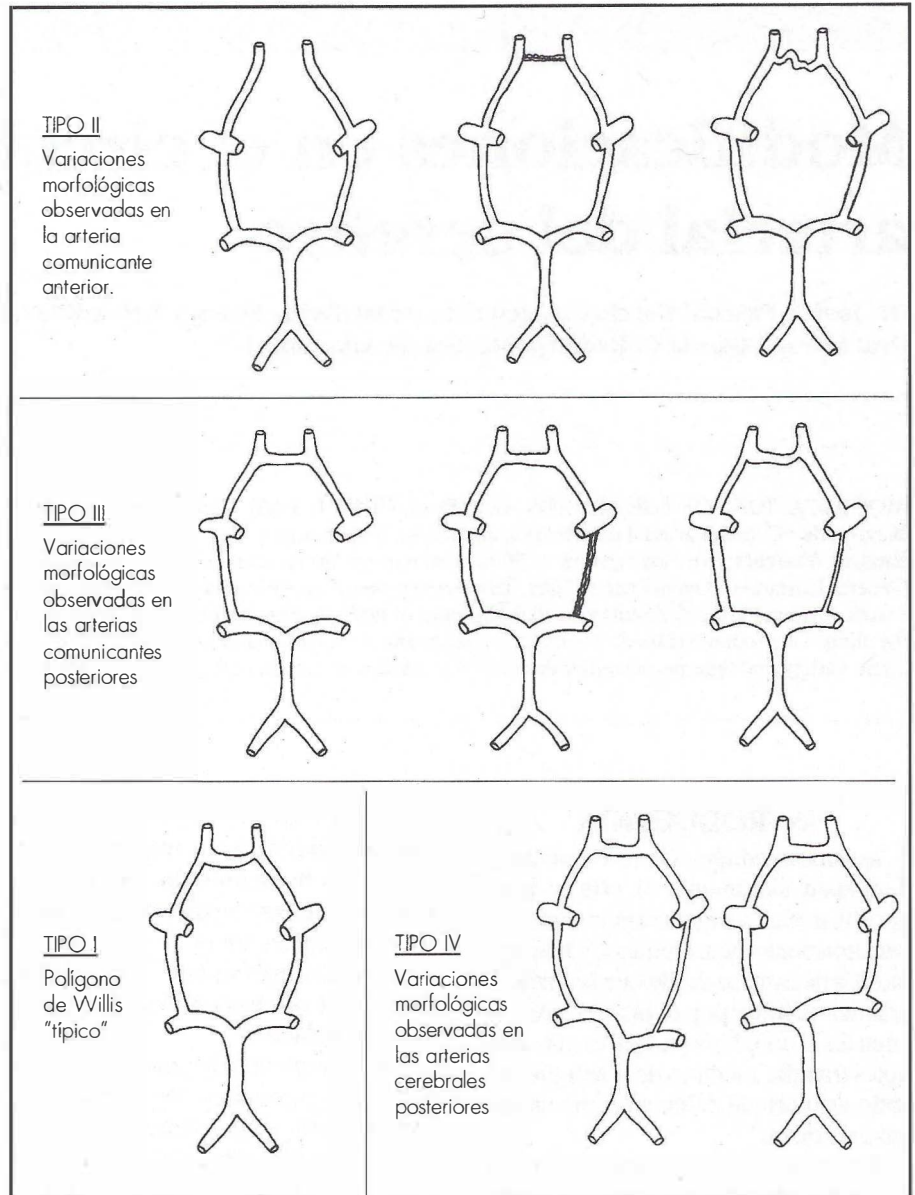 TIPO II
Variaciones
morfológicas
observadas en
la arteria
comunicante
anterior.
TIPO III
Variaciones
morfológicas
observadas en
las arterias
comunicantes
posteriores
TIPO I
Polígono
de Willis
"típico"
TIPO IV
Variaciones
morfológicas
observadas en
las arterias
cerebrales
posteriores